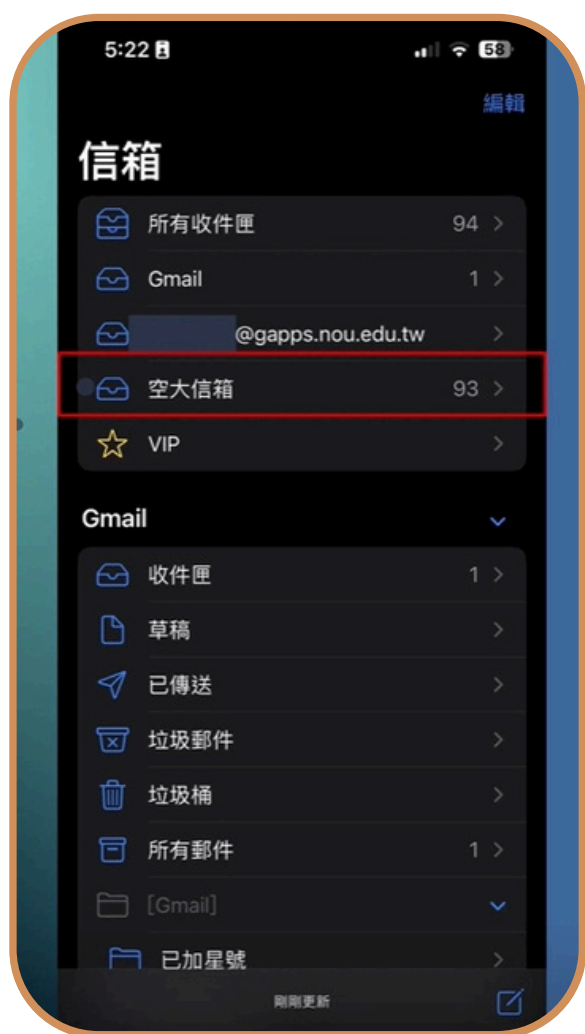 5:22
58
編輯
信箱
所有收件匣 94
Gmail 1
@gapps.nou.edu.tw
空大信箱 93
VIP
Gmail
收件匣 1
草稿
已傳送
垃圾郵件
垃圾桶
所有郵件 1
[Gmail]
已加星號
剛剛更新